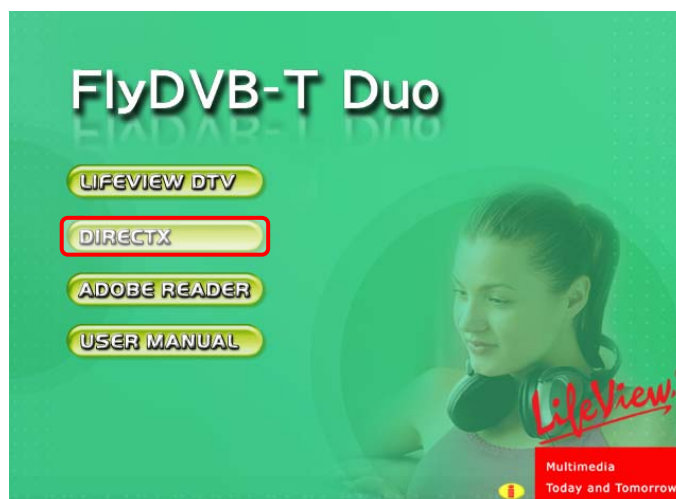 FlyDVB-T Duo
LIFEVIEW DTV
DIRECTX
ADOBE READER
USER MANUAL
LifeView.
Multimedia
Today and Tomorrow
i